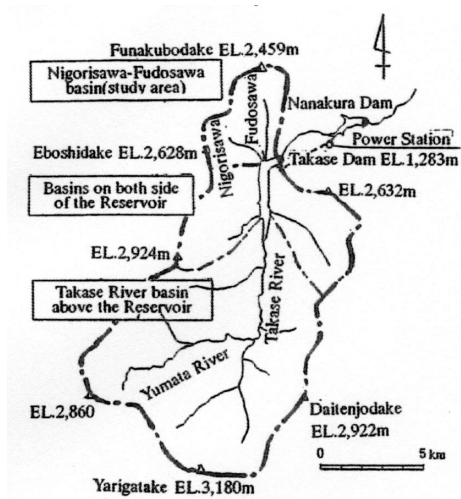 Funakubodake EL.2,459m
Nigorisawa-Fudosawa
basin(study area)
Fudosawa
Nigorisawa
Nanakura Dam
Power Station
Takase Dam EL.1,283m
Eboshidake EL.2,628m
EL.2,632m
Basins on both side
of the Reservoir
EL.2,924m
Takase River basin
above the Reservoir
Takase River
Yumata River
EL.2,860
Daitenjodake
EL.2,922m
0
5 km
Yarigatake EL.3,180m